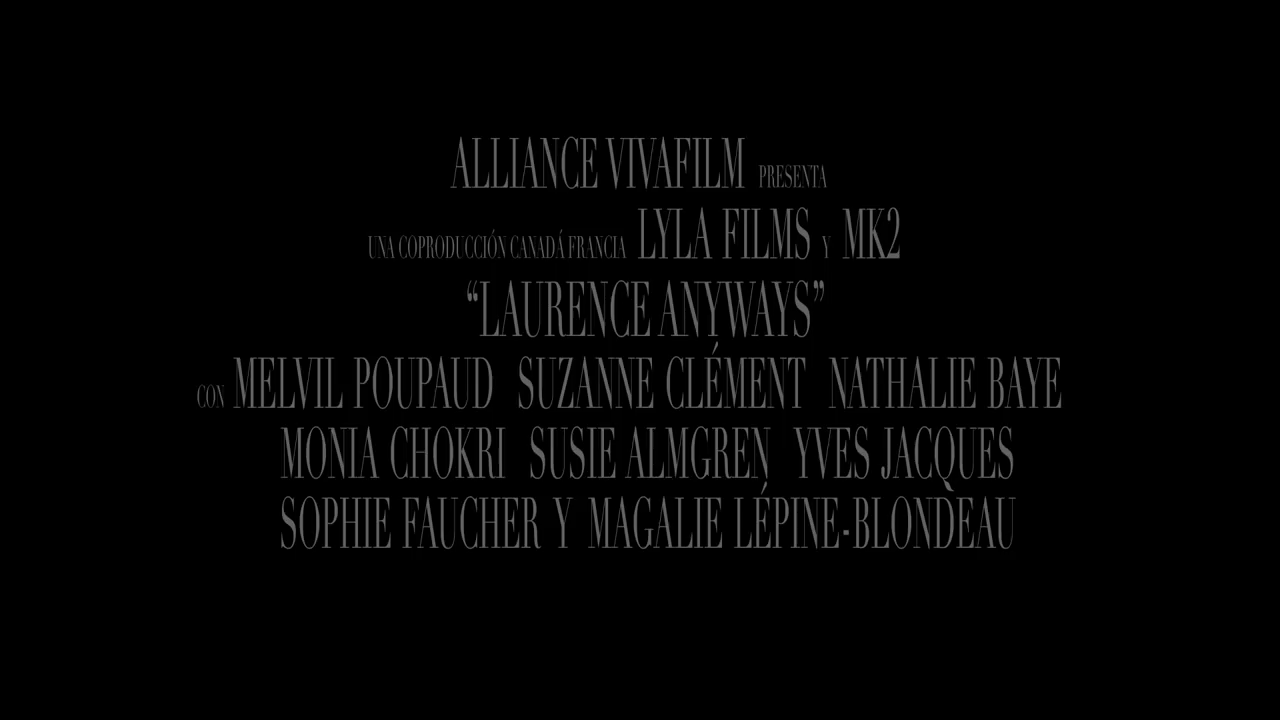 ALLIANCE VIVAFILM PRESENTA
UNA COPRODUCCIÓN CANADÁ FRANCIA LYLA FILMS Y MK2
“LAURENCE ANYWAYS”
CON MELVIL POUPAUD SUZANNE CLÉMENT NATHALIE BAYE
MONIA CHOKRI SUSIE ALMGREN YVES JACQUES
SOPHIE FAUCHER Y MAGALIE LÉPINE-BLONDEAU